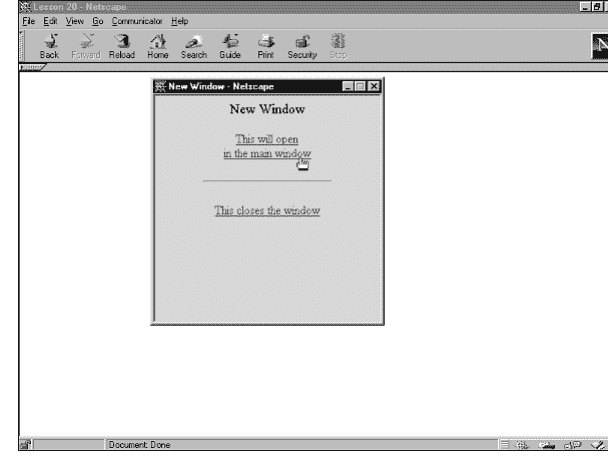 Lesson 20 - Netscape
File Edit View Go Communicator Help
Back Forward Reload Home Search Guide Print Security Stop
New Window - Netscape
New Window
This will open
in the main window
This closes the window
Document: Done